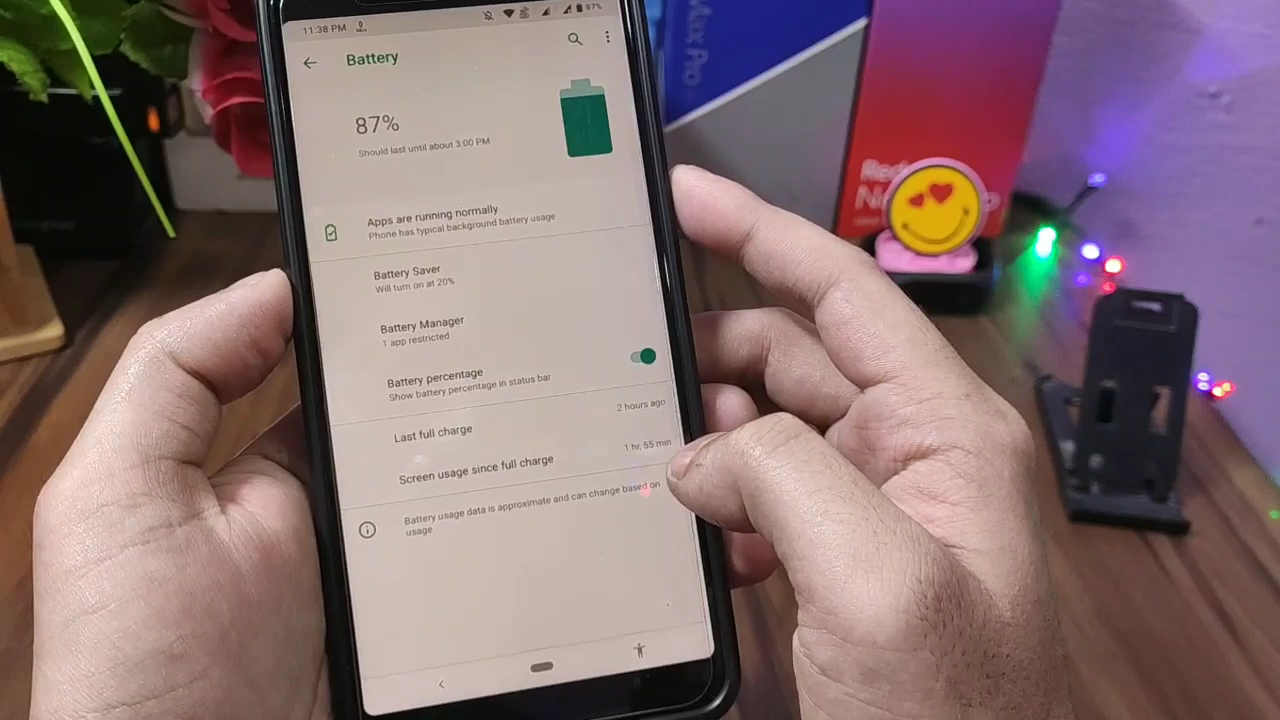 11:38 PM
87%
Battery
87%
Should last until about 3:00 PM
Apps are running normally
Phone has typical background battery usage
Battery Saver
Will turn on at 20%
Battery Manager
1 app restricted
Battery percentage
Show battery percentage in status bar
Last full charge
2 hours ago
Screen usage since full charge
1 hr, 55 min
Battery usage data is approximate and can change based on
usage
Max Pro